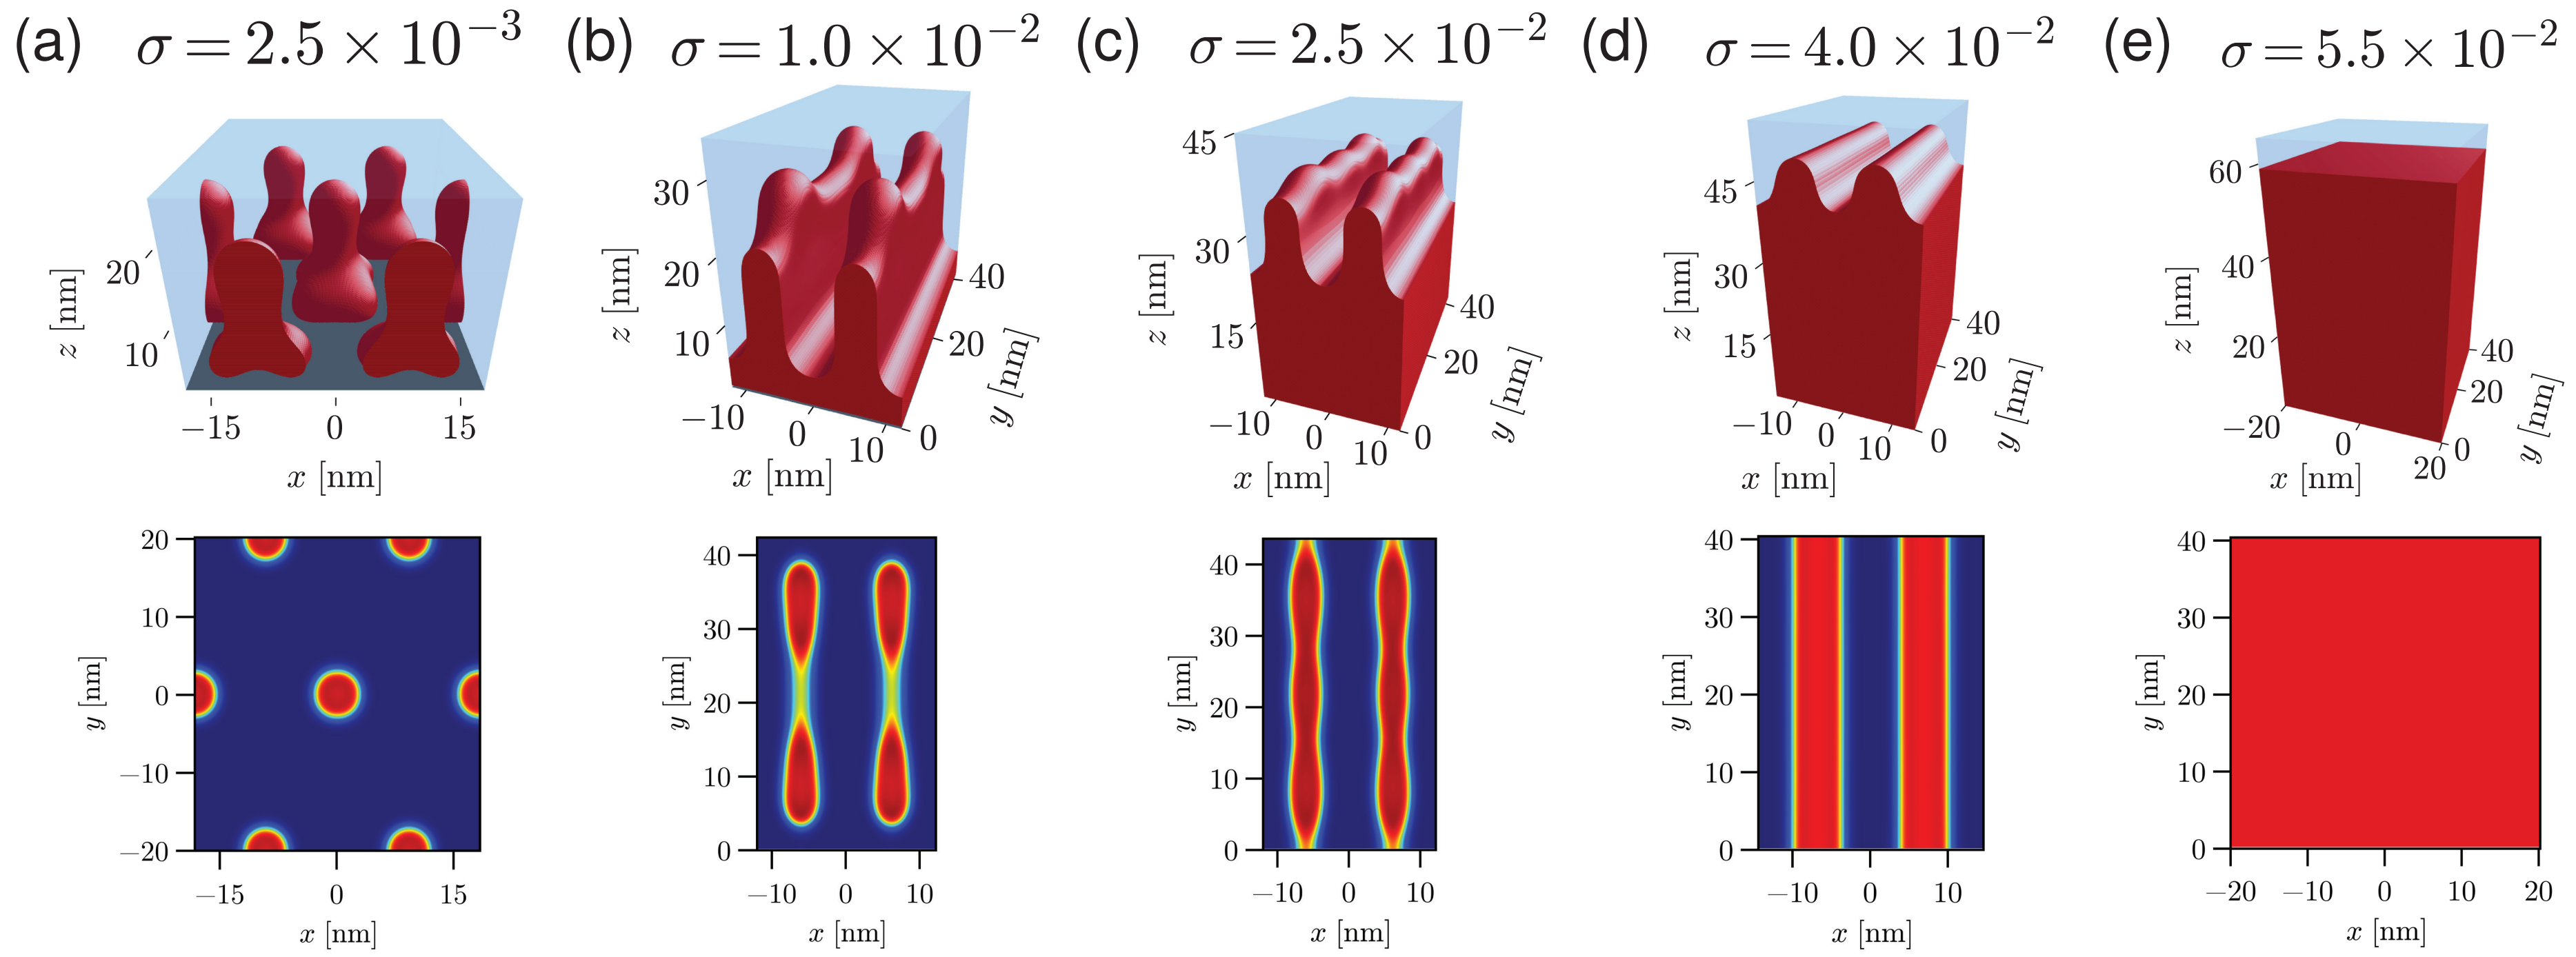 (a) σ = 2.5 × 10⁻³
(b) σ = 1.0 × 10⁻²
(c) σ = 2.5 × 10⁻²
(d) σ = 4.0 × 10⁻²
(e) σ = 5.5 × 10⁻²
z [nm]
20
10
−15 0 15
x [nm]
z [nm]
30
20
10
−10 0 10
x [nm]
0 20 40
y [nm]
z [nm]
45
30
15
−10 0 10
x [nm]
0 20 40
y [nm]
z [nm]
45
30
15
−10 0 10
x [nm]
0 20 40
y [nm]
z [nm]
60
40
20
−20 0 20
x [nm]
0 20 40
y [nm]
y [nm]
20
10
0
−10
−20
−15 0 15
x [nm]
y [nm]
40
30
20
10
0
−10 0 10
x [nm]
y [nm]
40
30
20
10
0
−10 0 10
x [nm]
y [nm]
40
30
20
10
0
−10 0 10
x [nm]
y [nm]
40
30
20
10
0
−20 −10 0 10 20
x [nm]